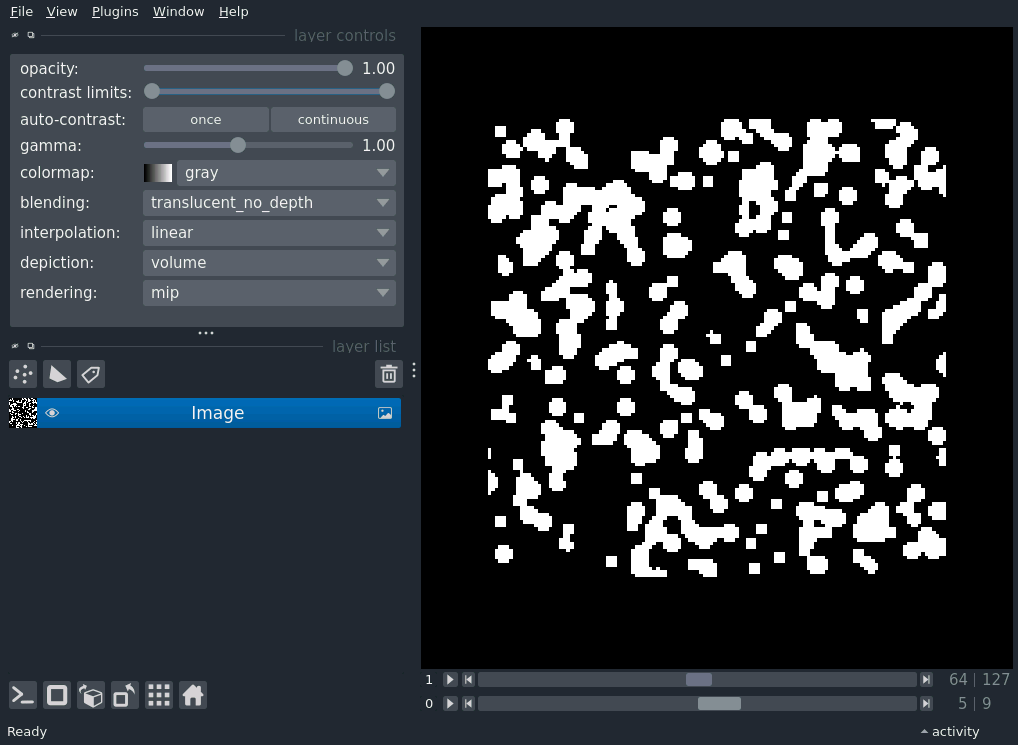 File View Plugins Window Help
layer controls
opacity: 1.00
contrast limits:
auto-contrast: once continuous
gamma: 1.00
colormap: gray
blending: translucent_no_depth
interpolation: linear
depiction: volume
rendering: mip
layer list
Image
1 64 | 127
0 5 | 9
Ready activity